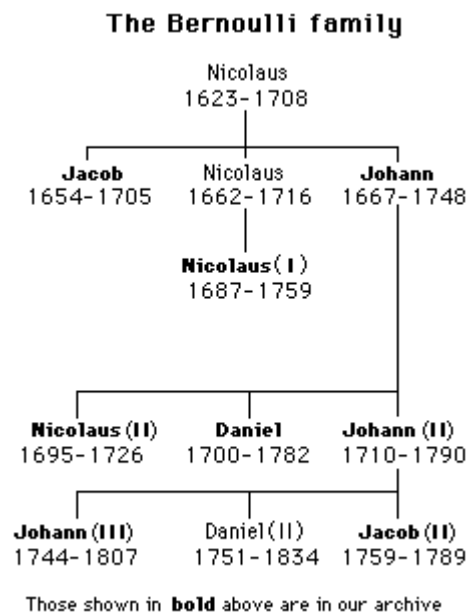 The Bernoulli family
Nicolaus
1623-1708
Jacob Nicolaus Johann
1654-1705 1662-1716 1667-1748
Nicolaus(I)
1687-1759
Nicolaus(II) Daniel Johann (II)
1695-1726 1700-1782 1710-1790
Johann(III) Daniel(II) Jacob(II)
1744-1807 1751-1834 1759-1789
Those shown in bold above are in our archive